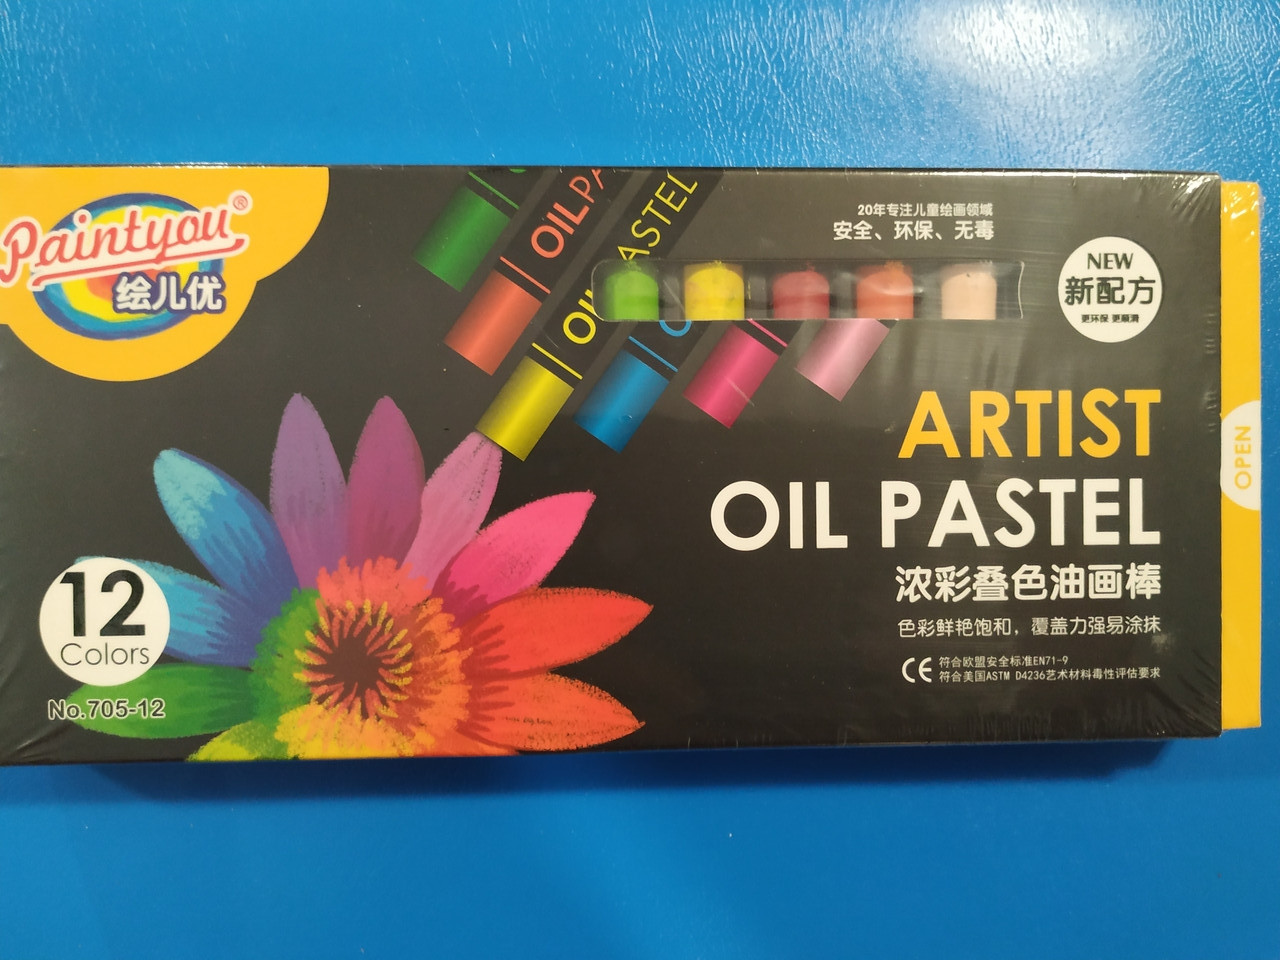 Paintyou®
绘儿优
OILPA
OIL PASTEL
20年专注儿童绘画领域
安全、环保、无毒
NEW
新配方
更环保 更顺滑
ARTIST
OIL PASTEL
浓彩叠色油画棒
色彩鲜艳饱和，覆盖力强易涂抹
CE 符合欧盟安全标准EN71-9
符合美国ASTM D4236艺术材料毒性评估要求
OPEN
12
Colors
No.705-12